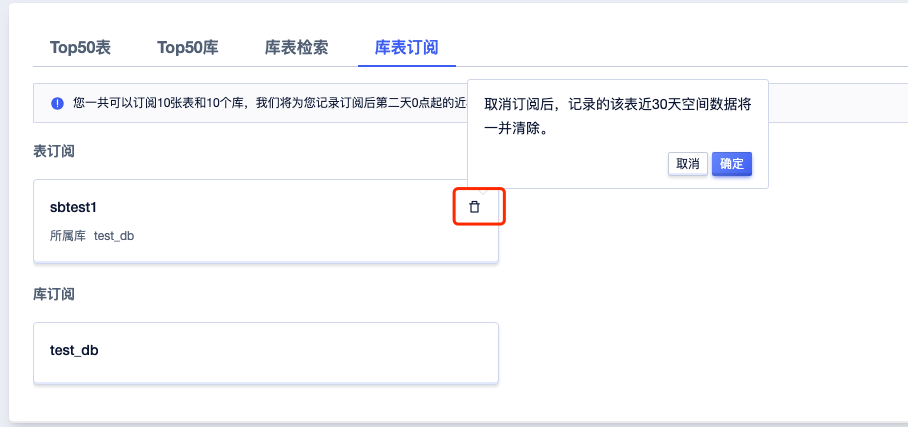 Top50表 Top50库 库表检索 库表订阅
您一共可以订阅10张表和10个库，我们将为您记录订阅后第二天0点起的近
取消订阅后，记录的该表近30天空间数据将
一并清除。
取消 确定
表订阅
sbtest1
所属库 test_db
库订阅
test_db